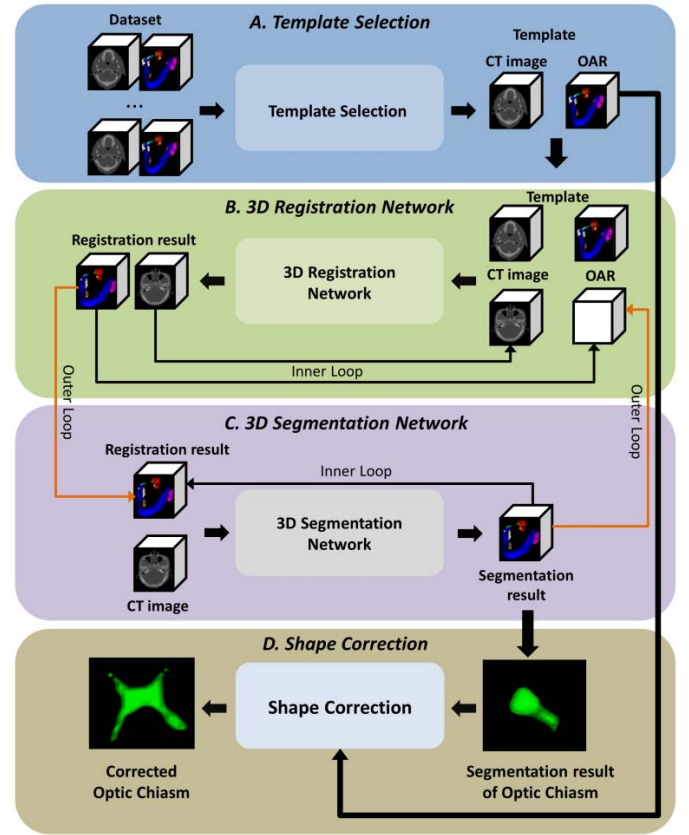 Dataset
A. Template Selection
Template
CT image
OAR
...
Template Selection
B. 3D Registration Network
Template
Registration result
3D Registration
Network
CT image
OAR
Inner Loop
Outer Loop
Outer Loop
C. 3D Segmentation Network
Registration result
Inner Loop
3D Segmentation
Network
CT image
Segmentation
result
D. Shape Correction
Shape Correction
Corrected
Optic Chiasm
Segmentation result
of Optic Chiasm